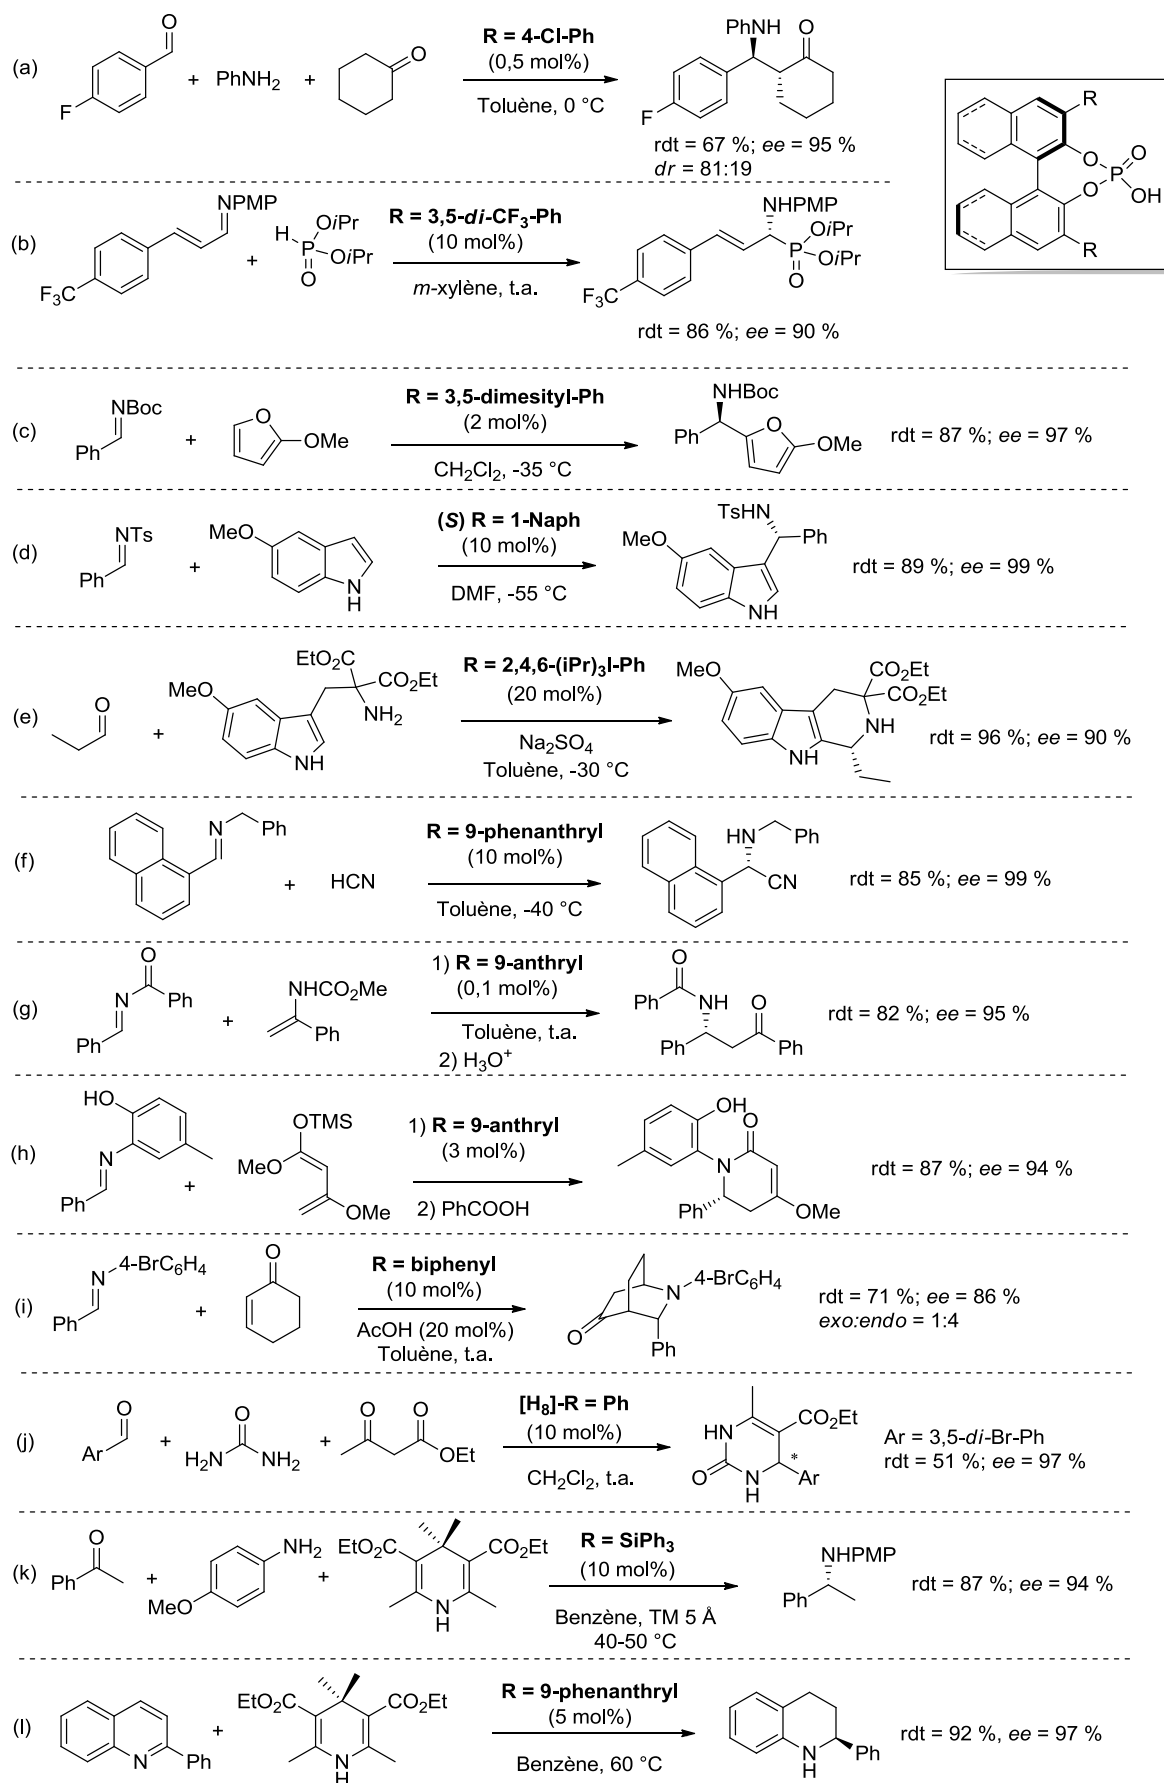 (a)
O
F
+ PhNH2 +
O
R = 4-Cl-Ph
(0,5 mol%)
Toluène, 0 °C
PhNH O
F
rdt = 67 %; ee = 95 %
dr = 81:19
R
O
O
P
O
OH
R
(b)
NPMP
F3C
+
H
P
OiPr
OiPr
O
R = 3,5-di-CF3-Ph
(10 mol%)
m-xylène, t.a.
NHPMP
P
OiPr
OiPr
O
F3C
rdt = 86 %; ee = 90 %
(c)
NBoc
Ph
+
O
OMe
R = 3,5-dimesityl-Ph
(2 mol%)
CH2Cl2, -35 °C
NHBoc
Ph
O
OMe
rdt = 87 %; ee = 97 %
(d)
NTs
Ph
+
MeO
N
H
(S) R = 1-Naph
(10 mol%)
DMF, -55 °C
TsHN
Ph
MeO
NH
rdt = 89 %; ee = 99 %
(e)
O
+
EtO2C
CO2Et
MeO
NH2
NH
R = 2,4,6-(iPr)3I-Ph
(20 mol%)
Na2SO4
Toluène, -30 °C
MeO
CO2Et
CO2Et
NH
NH
rdt = 96 %; ee = 90 %
(f)
N
Ph
+ HCN
R = 9-phenanthryl
(10 mol%)
Toluène, -40 °C
HN
Ph
CN
rdt = 85 %; ee = 99 %
(g)
O
N
Ph
Ph
+
NHCO2Me
Ph
1) R = 9-anthryl
(0,1 mol%)
Toluène, t.a.
2) H3O+
O
Ph
NH
O
Ph
Ph
rdt = 82 %; ee = 95 %
(h)
HO
N
Ph
+
OTMS
MeO
OMe
1) R = 9-anthryl
(3 mol%)
2) PhCOOH
OH
O
N
Ph
OMe
rdt = 87 %; ee = 94 %
(i)
N
4-BrC6H4
Ph
+
O
R = biphenyl
(10 mol%)
AcOH (20 mol%)
Toluène, t.a.
4-BrC6H4
N
O
Ph
rdt = 71 %; ee = 86 %
exo:endo = 1:4
(j)
O
Ar
+
O
H2N NH2
+
O O
OEt
[H8]-R = Ph
(10 mol%)
CH2Cl2, t.a.
CO2Et
HN
*
O
N
H
Ar
Ar = 3,5-di-Br-Ph
rdt = 51 %; ee = 97 %
(k)
O
Ph
+
NH2
MeO
+
EtO2C CO2Et
N
H
R = SiPh3
(10 mol%)
Benzène, TM 5 Å
40-50 °C
NHPMP
Ph
rdt = 87 %; ee = 94 %
(l)
N
Ph
+
EtO2C CO2Et
N
H
R = 9-phenanthryl
(5 mol%)
Benzène, 60 °C
N
H
Ph
rdt = 92 %, ee = 97 %